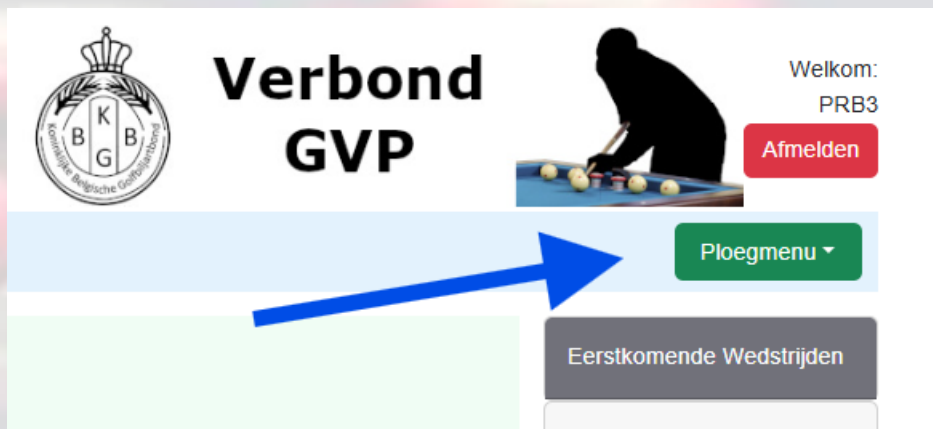 Verbond
GVP
K
B B
G
Koninklijke Belgische Golfbiljartbond
Welkom:
PRB3
Afmelden
Ploegmenu
Eerstkomende Wedstrijden